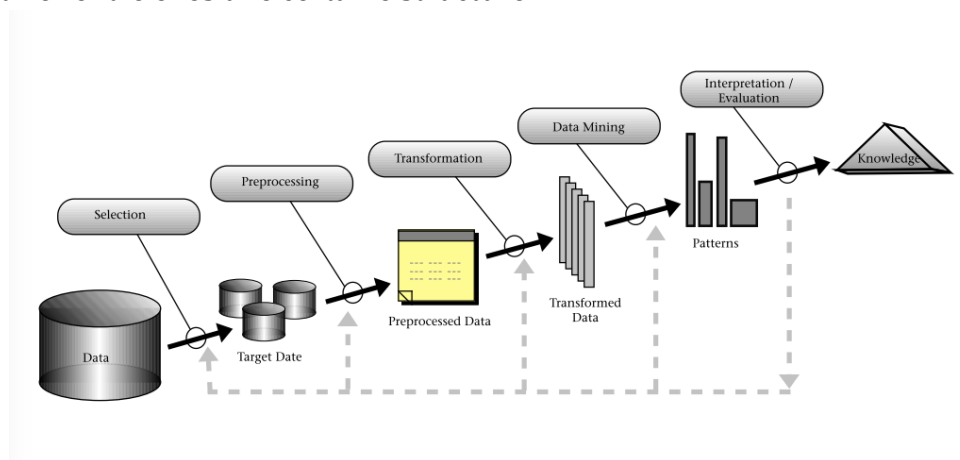 Interpretation /
Evaluation
Data Mining
Transformation
Preprocessing
Selection
Knowledge
Patterns
Transformed
Data
Preprocessed Data
Target Date
Data